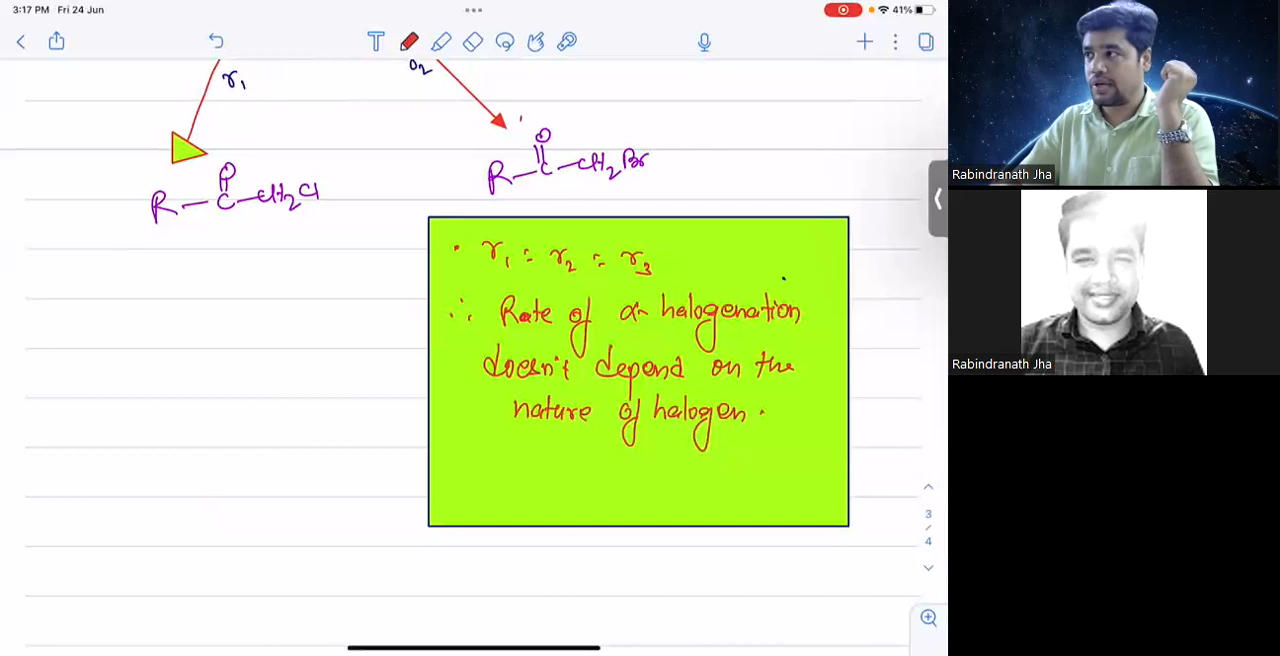 3:17 PM Fri 24 Jun
41%
T
r₁
R-C-CH₂Cl
O
R-C-CH₂Br
r₁ = r₂ = r₃
∴ Rate of α- halogenation
doesn't depend on the
nature of halogen.
3
4
Rabindranath Jha
Rabindranath Jha